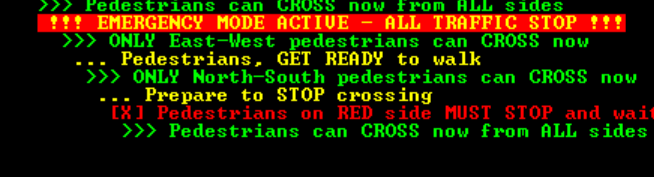 >>> Pedestrians can CROSS now from ALL sides
!!! EMERGENCY MODE ACTIVE - ALL TRAFFIC STOP !!!
>>> ONLY East-West pedestrians can CROSS now
... Pedestrians, GET READY to walk
>>> ONLY North-South pedestrians can CROSS now
... Prepare to STOP crossing
[X] Pedestrians on RED side MUST STOP and wait
>>> Pedestrians can CROSS now from ALL sides